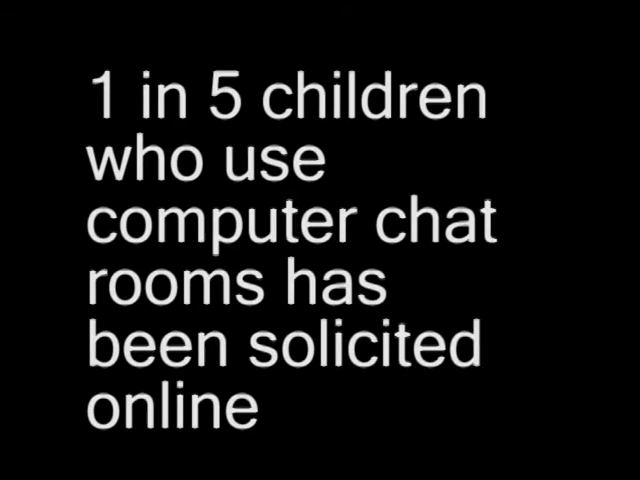 1 in 5 children
who use
computer chat
rooms has
been solicited
online